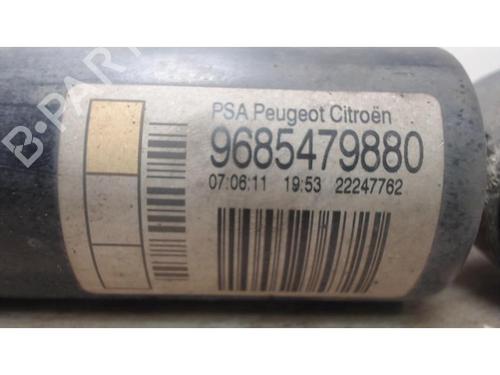 B-PARTS
PSA Peugeot Citroën
9685479880
07:06:11 19:53 22247762